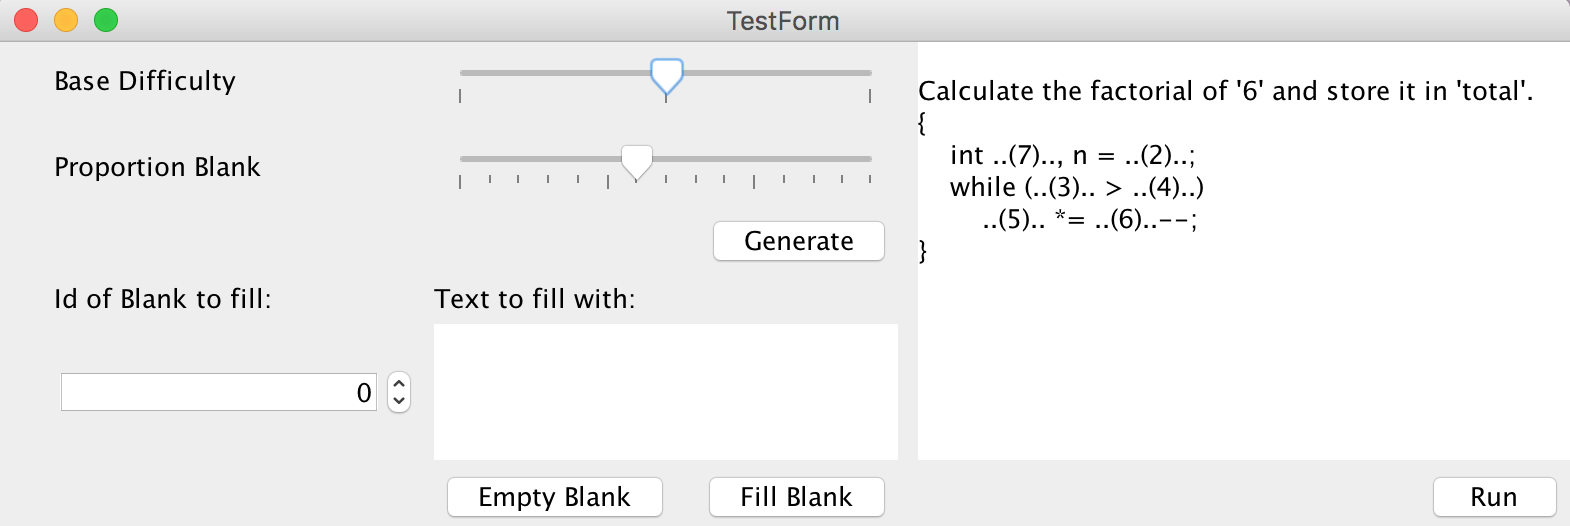 TestForm
Base Difficulty
Proportion Blank
Generate
Id of Blank to fill:
Text to fill with:
0
Empty Blank
Fill Blank
Calculate the factorial of '6' and store it in 'total'.
{
    int ..(7).., n = ..(2)..;
    while (..(3).. > ..(4)..)
        ..(5).. *= ..(6)..--;
}
Run